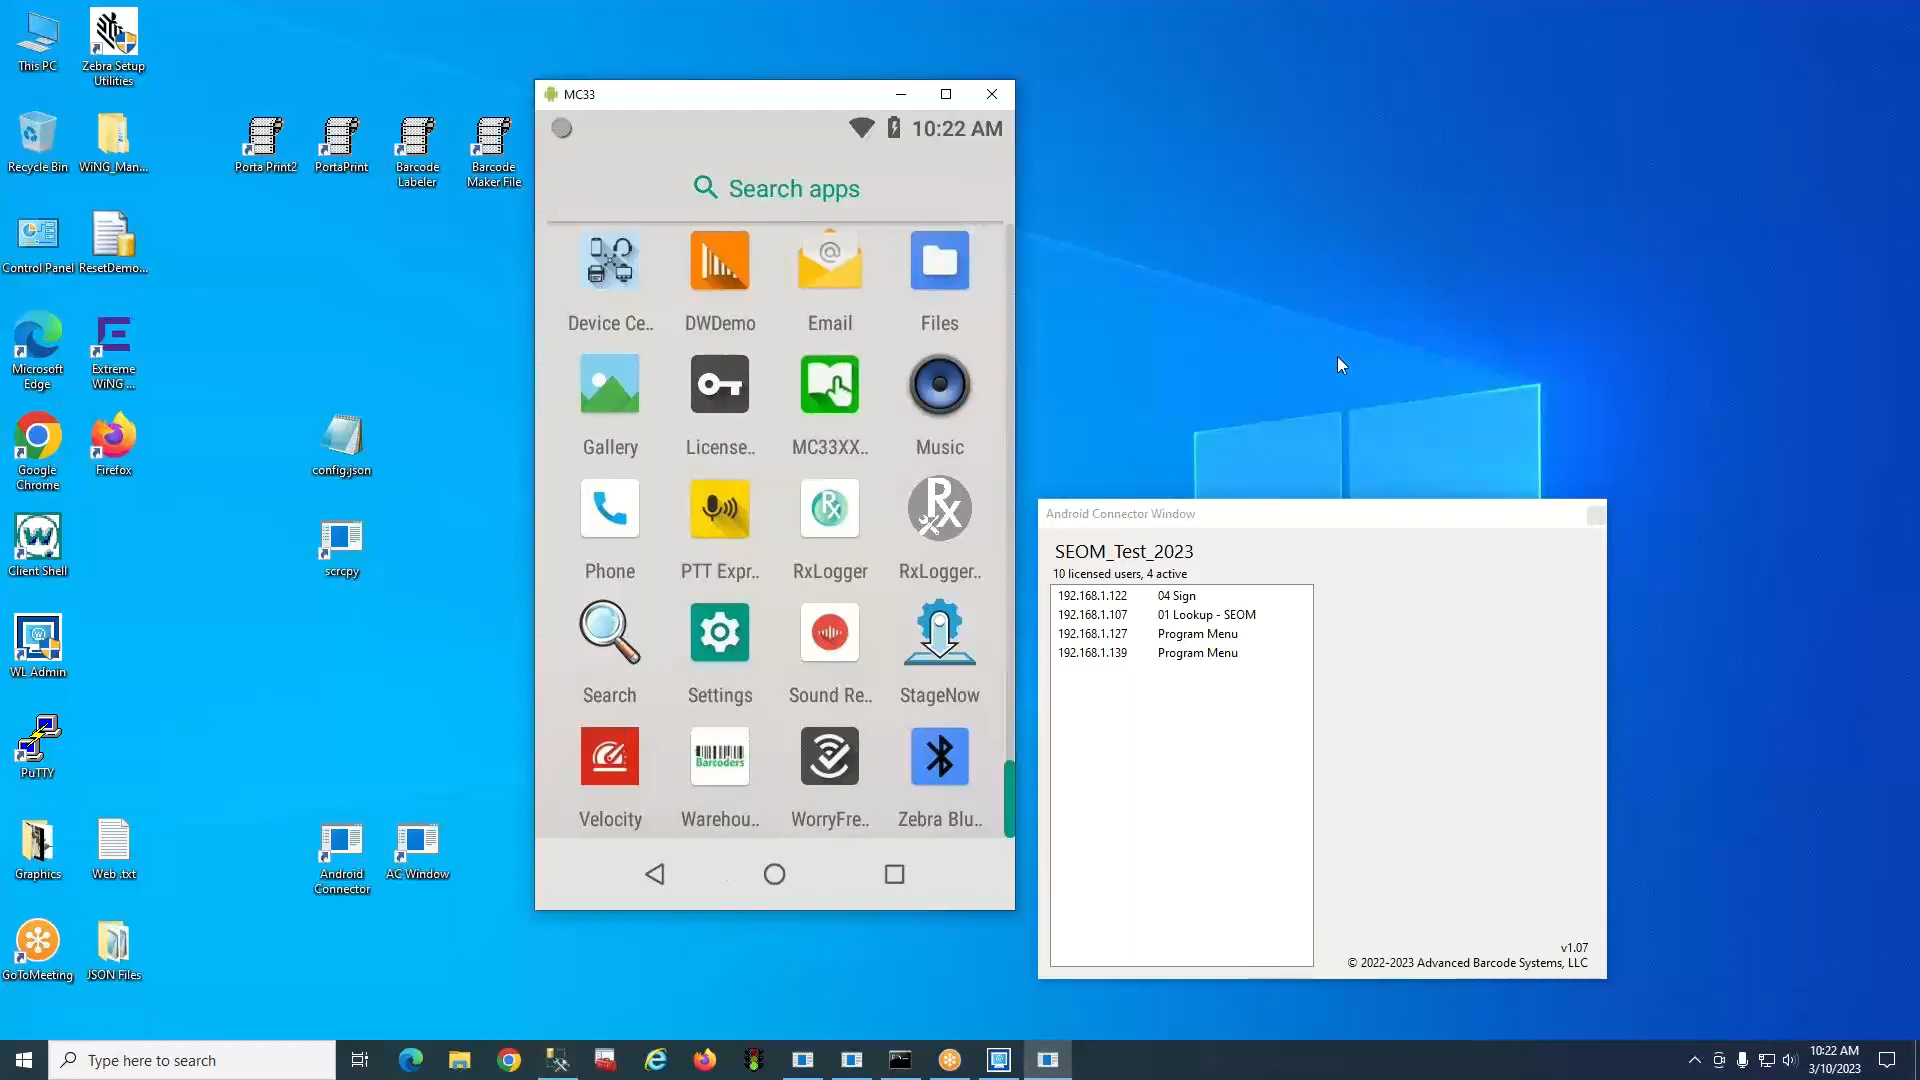 This PC
Zebra Setup
Utilities
Recycle Bin
WiNG_Man...
Porta Print2
PortaPrint
Barcode
Labeler
Barcode
Maker File
Control Panel
ResetDemo...
Microsoft
Edge
Extreme
WiNG ...
Google
Chrome
Firefox
config.json
Client Shell
scrcpy
WL Admin
PuTTY
Graphics
Web .txt
Android
Connector
AC Window
GoToMeeting
JSON Files
MC33
10:22 AM
Search apps
Device Ce..
DWDemo
Email
Files
Gallery
License..
MC33XX..
Music
Phone
PTT Expr..
RxLogger
RxLogger..
Search
Settings
Sound Re..
StageNow
Barcoders
Velocity
Warehou..
WorryFre..
Zebra Blu..
Android Connector Window
SEOM_Test_2023
10 licensed users, 4 active
192.168.1.122 04 Sign
192.168.1.107 01 Lookup - SEOM
192.168.1.127 Program Menu
192.168.1.139 Program Menu
v1.07
© 2022-2023 Advanced Barcode Systems, LLC
Type here to search
10:22 AM
3/10/2023